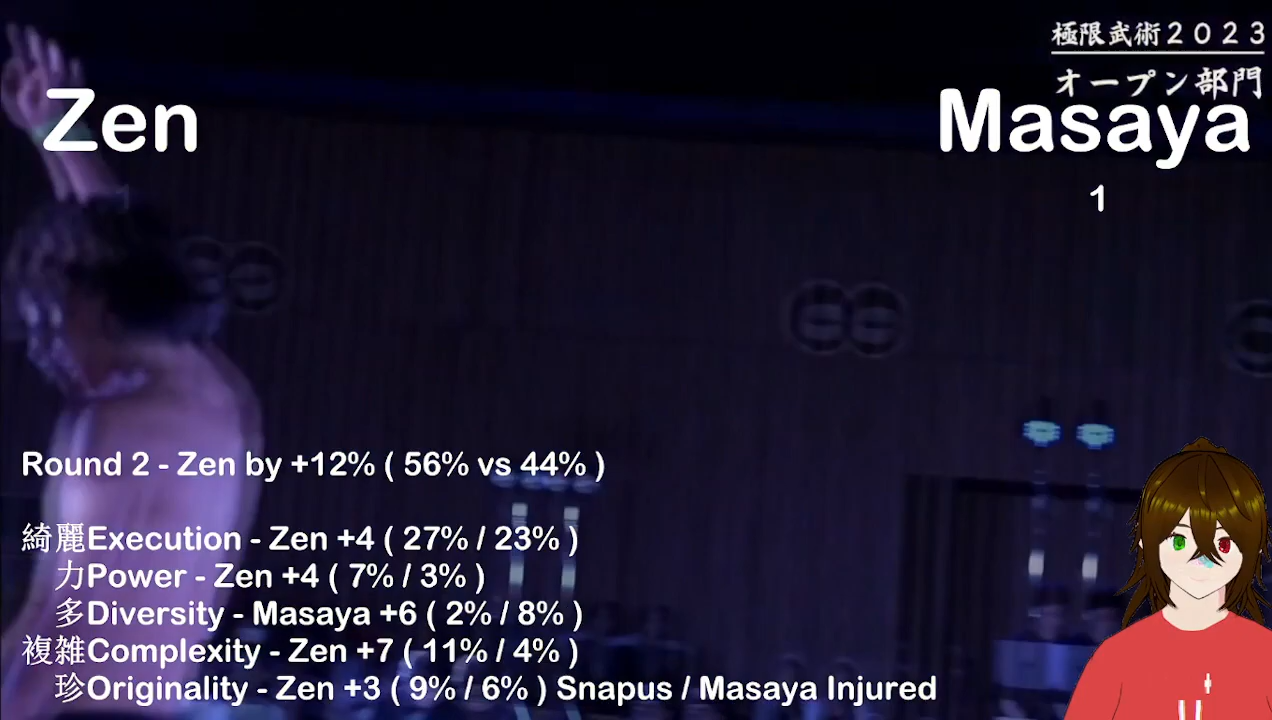 極限武術2023
オープン部門
Zen
Masaya
1
Round 2 - Zen by +12% ( 56% vs 44% )
綺麗Execution - Zen +4 ( 27% / 23% )
力Power - Zen +4 ( 7% / 3% )
多Diversity - Masaya +6 ( 2% / 8% )
複雑Complexity - Zen +7 ( 11% / 4% )
珍Originality - Zen +3 ( 9% / 6% ) Snapus / Masaya Injured